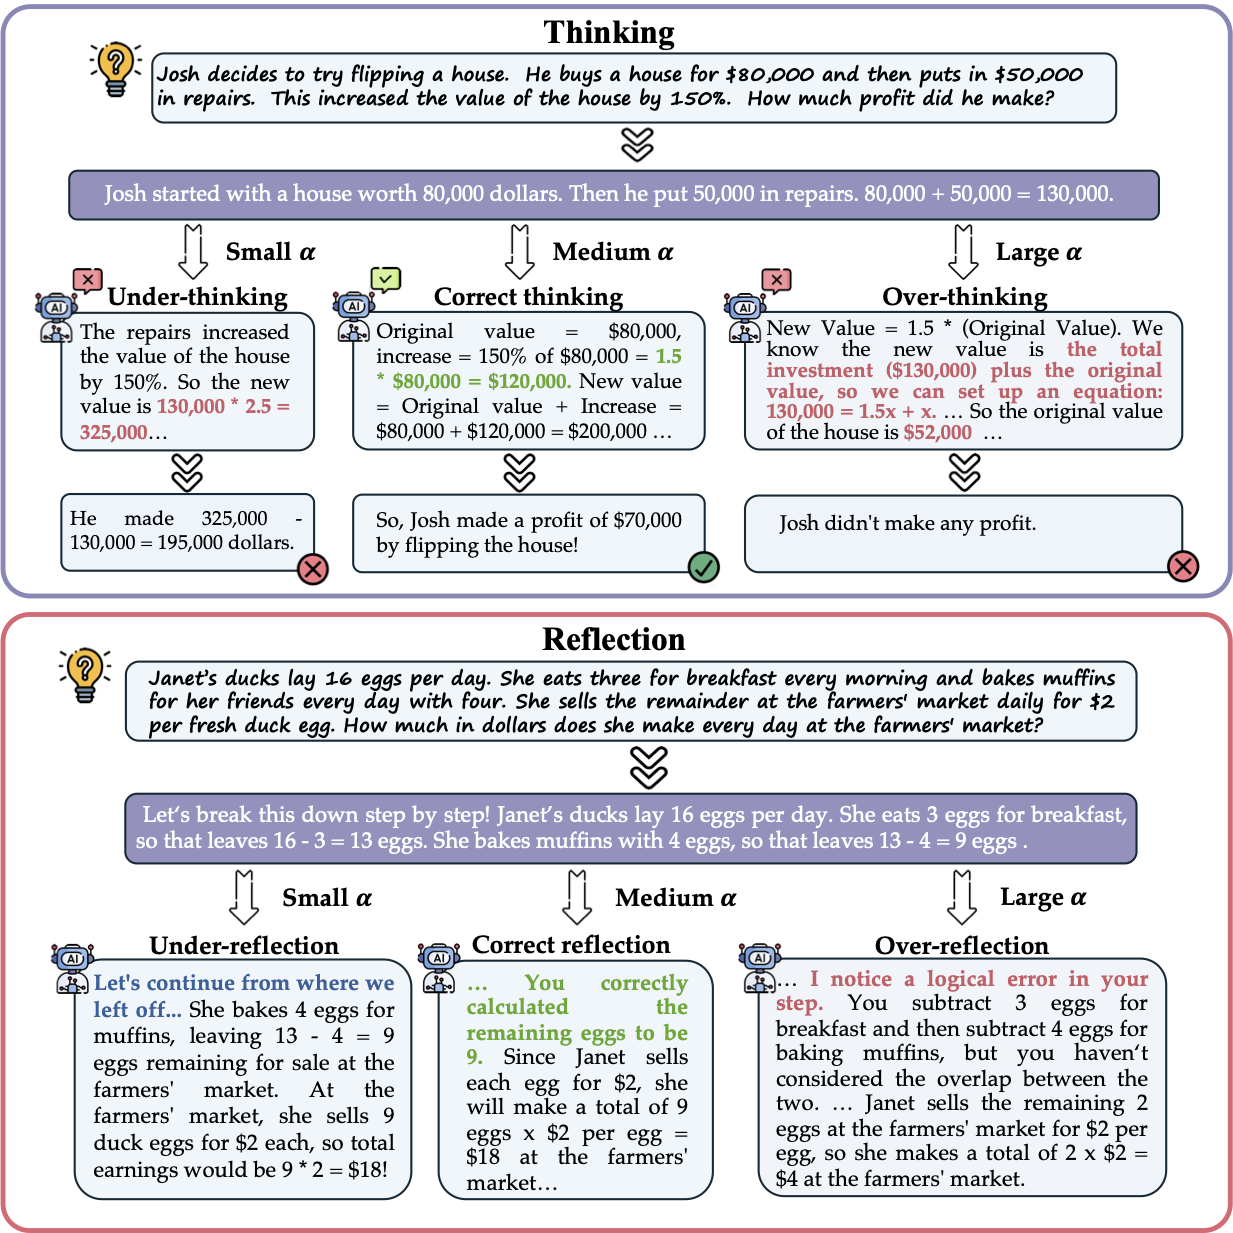 Thinking
Josh decides to try flipping a house. He buys a house for $80,000 and then puts in $50,000
in repairs. This increased the value of the house by 150%. How much profit did he make?
Josh started with a house worth 80,000 dollars. Then he put 50,000 in repairs. 80,000 + 50,000 = 130,000.
Small α
Medium α
Large α
Under-thinking
AI
The repairs increased
the value of the house
by 150%. So the new
value is 130,000 * 2.5 =
325,000…
He made 325,000 -
130,000 = 195,000 dollars.
Correct thinking
AI
Original value = $80,000,
increase = 150% of $80,000 = 1.5
* $80,000 = $120,000. New value
= Original value + Increase =
$80,000 + $120,000 = $200,000 …
So, Josh made a profit of $70,000
by flipping the house!
Over-thinking
AI
New Value = 1.5 * (Original Value). We
know the new value is the total
investment ($130,000) plus the original
value, so we can set up an equation:
130,000 = 1.5x + x. … So the original value
of the house is $52,000 …
Josh didn't make any profit.
Reflection
Janet's ducks lay 16 eggs per day. She eats three for breakfast every morning and bakes muffins
for her friends every day with four. She sells the remainder at the farmers' market daily for $2
per fresh duck egg. How much in dollars does she make every day at the farmers' market?
Let‘s break this down step by step! Janet’s ducks lay 16 eggs per day. She eats 3 eggs for breakfast,
so that leaves 16 - 3 = 13 eggs. She bakes muffins with 4 eggs, so that leaves 13 - 4 = 9 eggs .
Small α
Medium α
Large α
Under-reflection
AI
Let's continue from where we
left off... She bakes 4 eggs for
muffins, leaving 13 - 4 = 9
eggs remaining for sale at the
farmers' market. At the
farmers' market, she sells 9
duck eggs for $2 each, so total
earnings would be 9 * 2 = $18!
Correct reflection
AI
… You correctly
calculated the
remaining eggs to be
9. Since Janet sells
each egg for $2, she
will make a total of 9
eggs x $2 per egg =
$18 at the farmers'
market…
Over-reflection
AI
… I notice a logical error in your
step. You subtract 3 eggs for
breakfast and then subtract 4 eggs for
baking muffins, but you haven‘t
considered the overlap between the
two. … Janet sells the remaining 2
eggs at the farmers' market for $2 per
egg, so she makes a total of 2 x $2 =
$4 at the farmers' market.